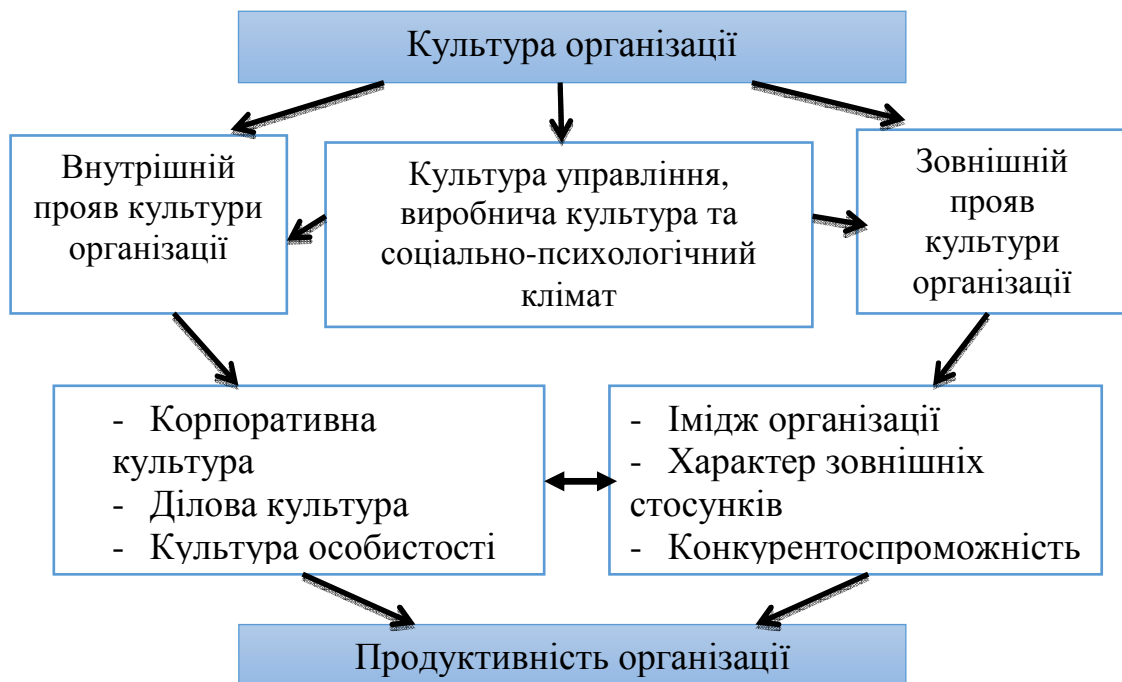 Культура організації
Внутрішній
прояв культури
організації
Культура управління,
виробнича культура та
соціально-психологічний
клімат
Зовнішній
прояв
культури
організації
- Корпоративна
культура
- Ділова культура
- Культура особистості
- Імідж організації
- Характер зовнішніх
стосунків
- Конкурентоспроможність
Продуктивність організації